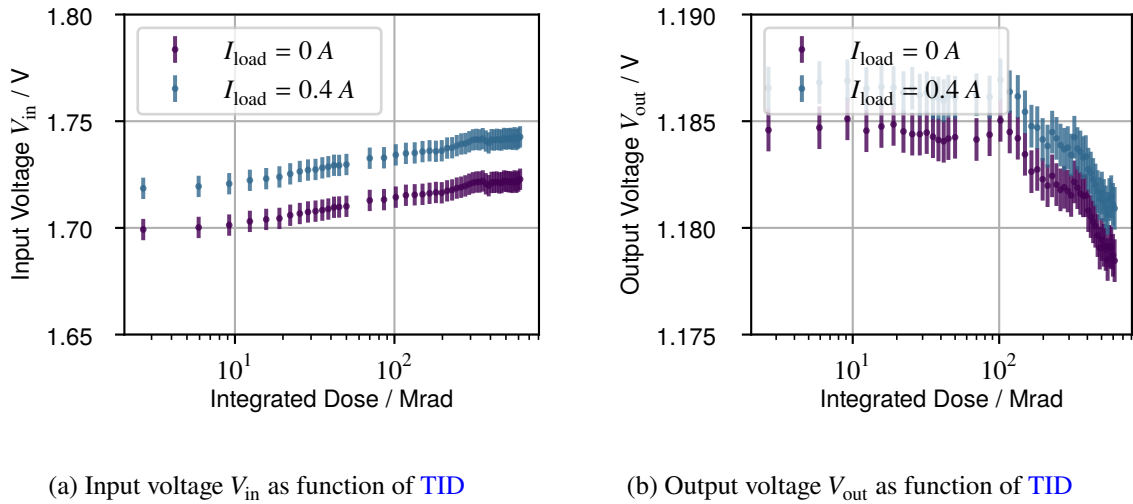 1.80
1.75
1.70
1.65
Input Voltage V_in / V
I_load = 0 A
I_load = 0.4 A
10^1
10^2
Integrated Dose / Mrad
(a) Input voltage V_in as function of TID
1.190
1.185
1.180
1.175
Output Voltage V_out / V
I_load = 0 A
I_load = 0.4 A
10^1
10^2
Integrated Dose / Mrad
(b) Output voltage V_out as function of TID